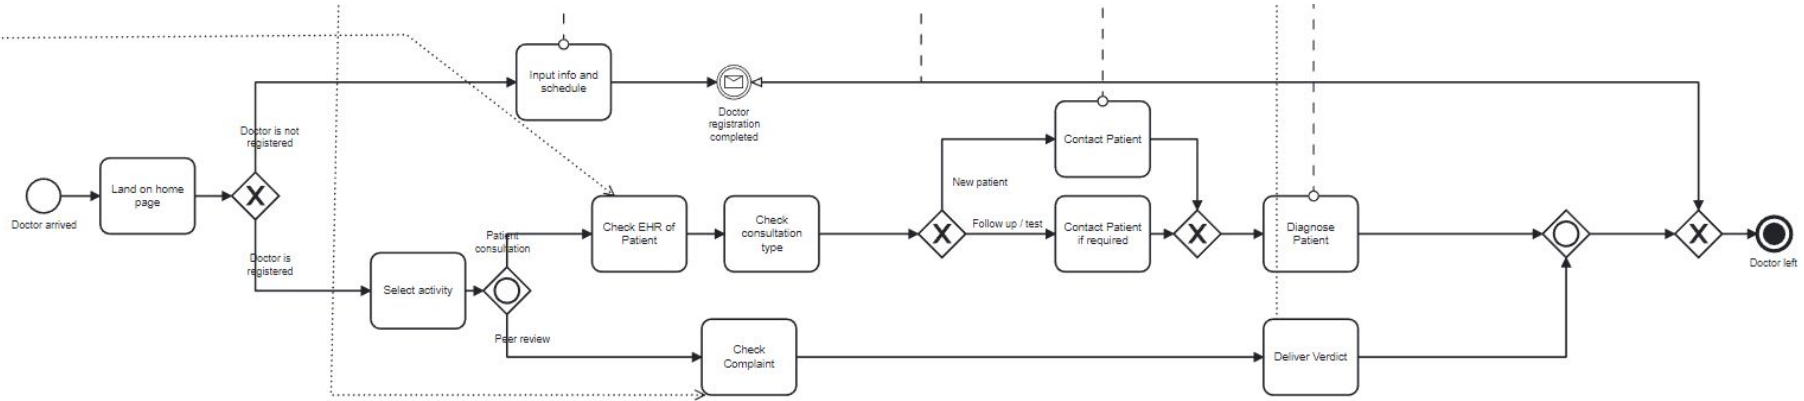 Doctor arrived
Land on home
page
X
Doctor is not
registered
Doctor is
registered
Input info and
schedule
Doctor
registration
completed
Select activity
Patient
consultation
Peer review
Check EHR of
Patient
Check
consultation
type
Check
Complaint
X
New patient
Follow up / test
Contact Patient
Contact Patient
if required
X
Diagnose
Patient
Deliver Verdict
X
Doctor left